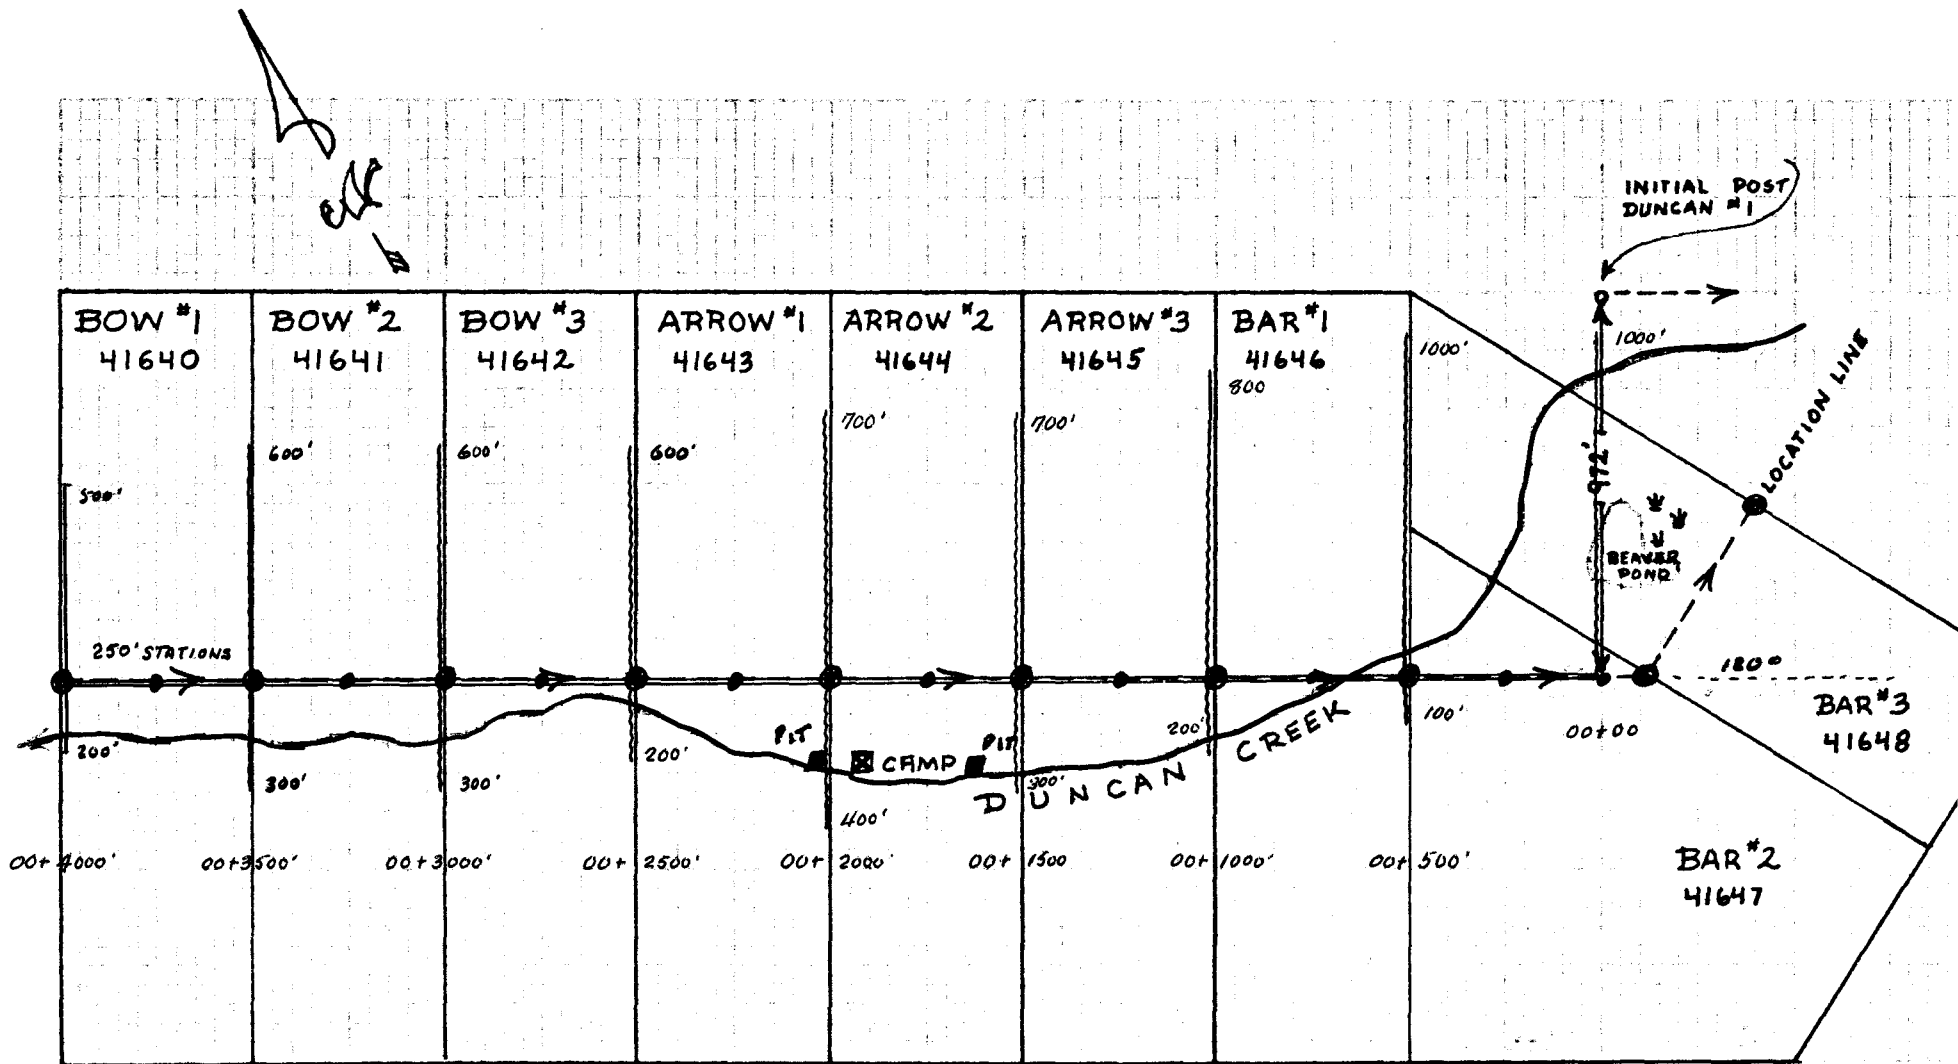 INITIAL POST
DUNCAN #1
BOW #1
41640
BOW #2
41641
BOW #3
41642
ARROW #1
41643
ARROW #2
41644
ARROW #3
41645
BAR #1
41646
1000'
1000'
800
700'
700'
600'
600'
600'
500'
972'
LOCATION LINE
BEAVER
POND
250' STATIONS
180°
BAR #3
41648
00+00
100'
200'
CREEK
PIT
CAMP
PIT
300'
DUNCAN
200'
200'
300'
300'
400'
00+4000'
00+3500'
00+3000'
00+2500'
00+2000'
00+1500
00+1000'
00+500'
BAR #2
41647